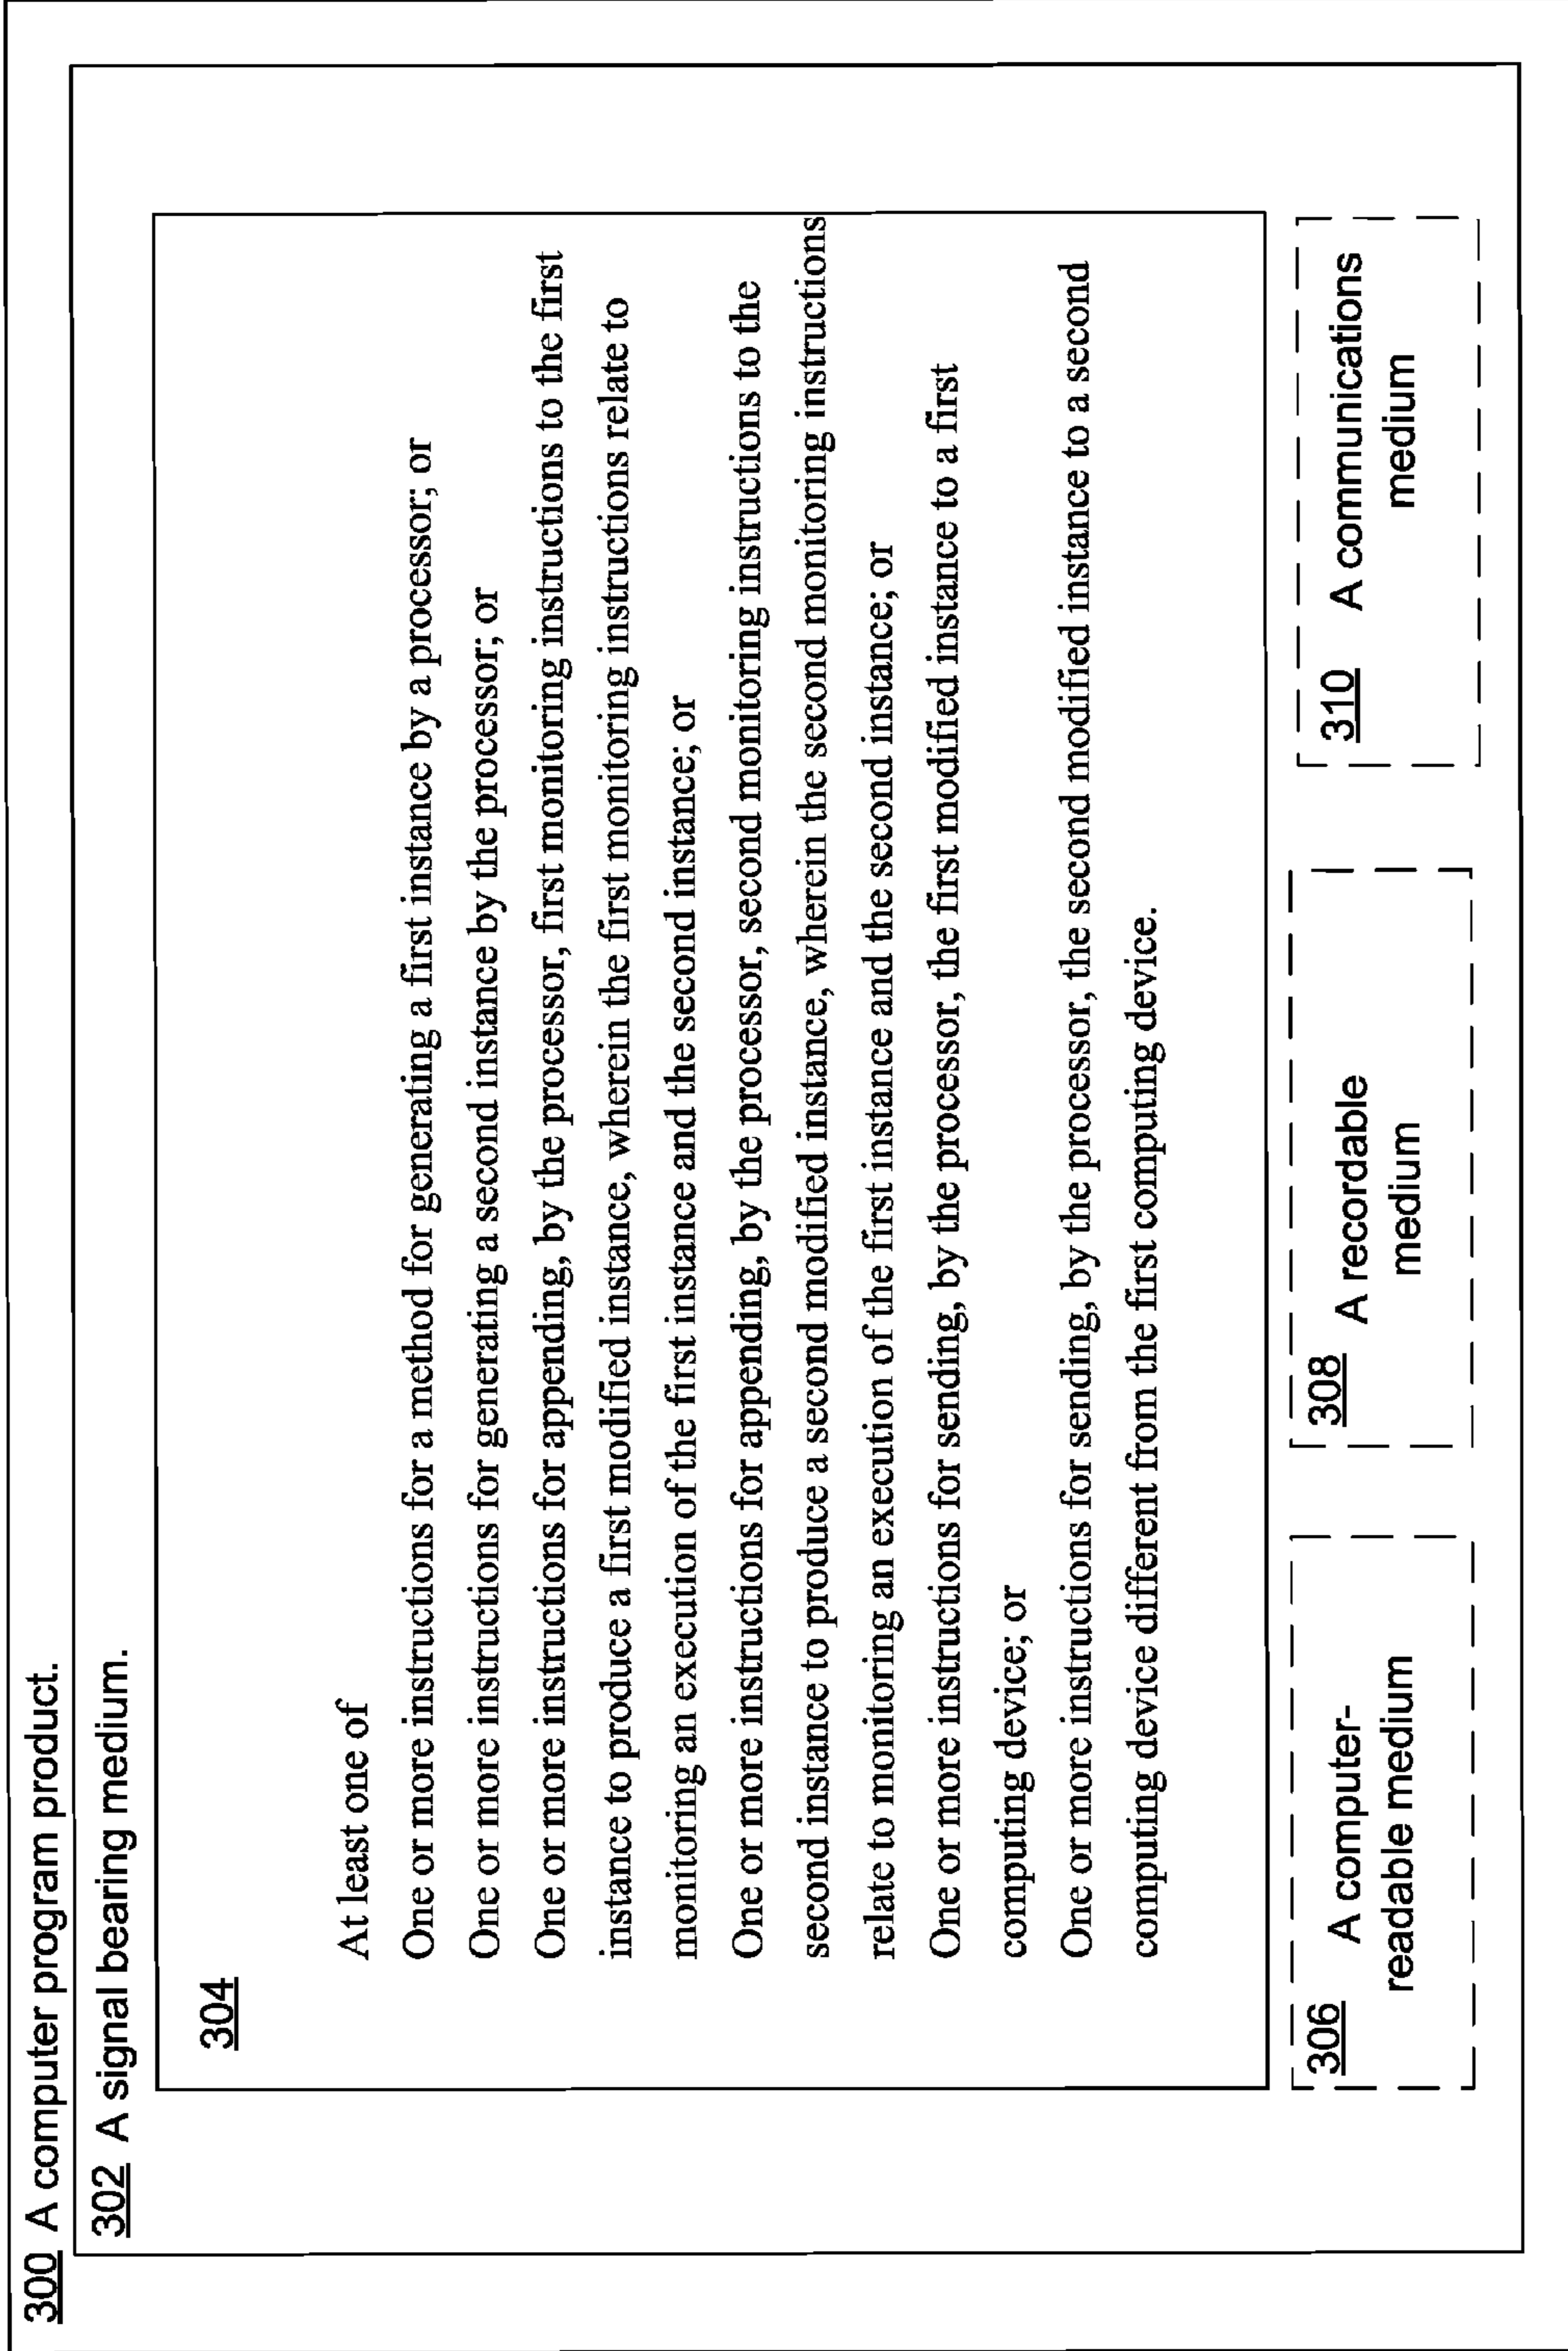 300 A computer program product.
302 A signal bearing medium.
304
At least one of
One or more instructions for a method for generating a first instance by a processor; or
One or more instructions for generating a second instance by the processor; or
One or more instructions for appending, by the processor, first monitoring instructions to the first
instance to produce a first modified instance, wherein the first monitoring instructions relate to
monitoring an execution of the first instance and the second instance; or
One or more instructions for appending, by the processor, second monitoring instructions to the
second instance to produce a second modified instance, wherein the second monitoring instructions
relate to monitoring an execution of the first instance and the second instance; or
One or more instructions for sending, by the processor, the first modified instance to a first
computing device; or
One or more instructions for sending, by the processor, the second modified instance to a second
computing device different from the first computing device.
306 A computer-
readable medium
308 A recordable
medium
310 A communications
medium